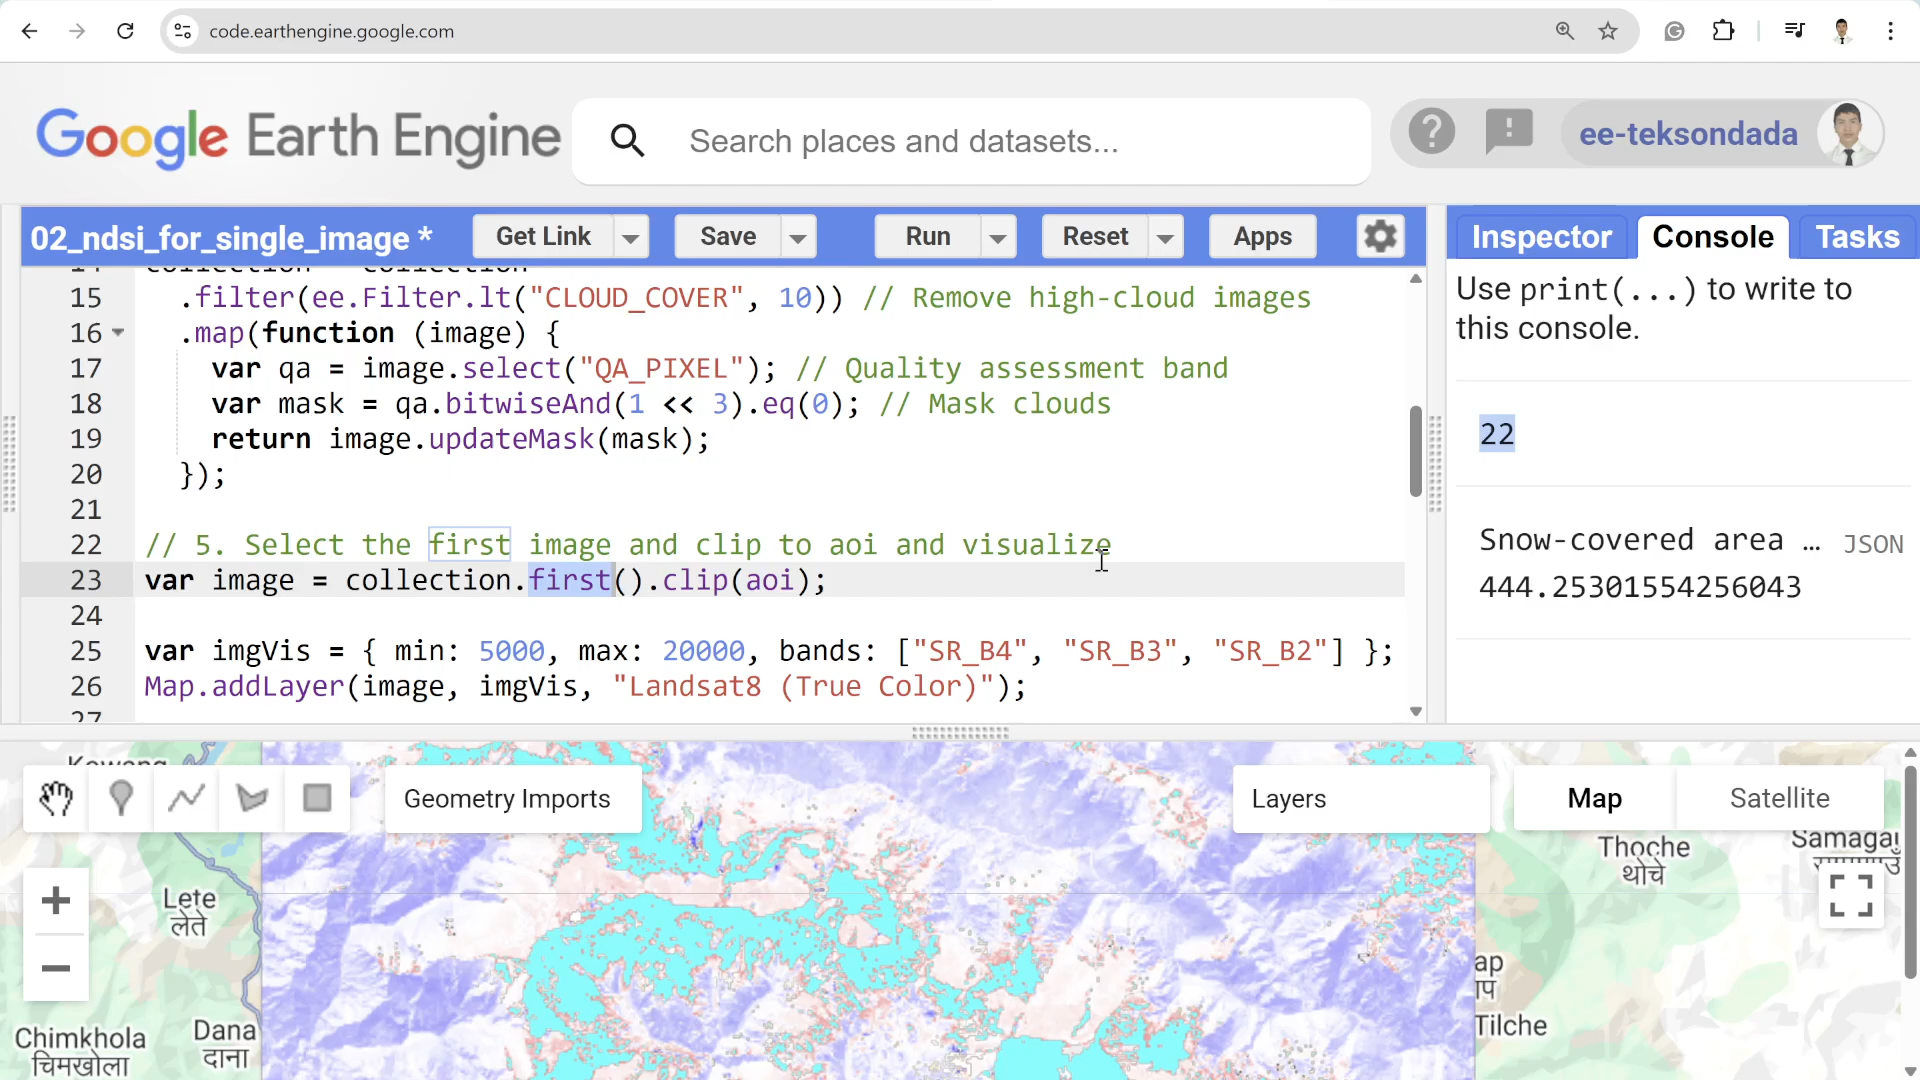 code.earthengine.google.com
Google Earth Engine
Search places and datasets...
ee-teksondada
02_ndsi_for_single_image *
Get Link
Save
Run
Reset
Apps
Inspector
Console
Tasks
15 .filter(ee.Filter.lt("CLOUD_COVER", 10)) // Remove high-cloud images
16 .map(function (image) {
17 var qa = image.select("QA_PIXEL"); // Quality assessment band
18 var mask = qa.bitwiseAnd(1 << 3).eq(0); // Mask clouds
19 return image.updateMask(mask);
20 });
21
22 // 5. Select the first image and clip to aoi and visualize
23 var image = collection.first().clip(aoi);
24
25 var imgVis = { min: 5000, max: 20000, bands: ["SR_B4", "SR_B3", "SR_B2"] };
26 Map.addLayer(image, imgVis, "Landsat8 (True Color)");
27
Use print(...) to write to
this console.
22
Snow-covered area … JSON
444.25301554256043
Geometry Imports
Layers
Map
Satellite
Lete
लेते
Chimkhola
चिमखोला
Dana
दाना
Thoche
थोचे
Samagau
Tilche